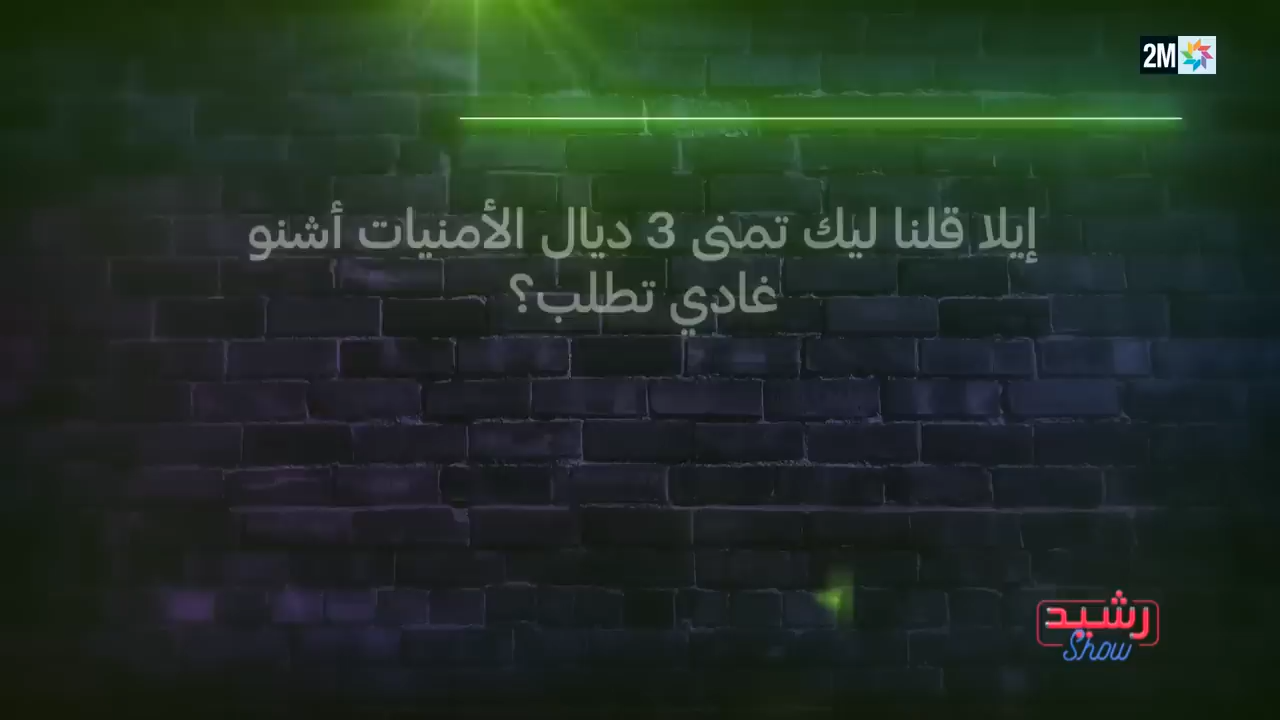 2M
إيلا قلنا ليك تمنى 3 ديال الأمنيات أشنو
غادي تطلب؟
رشيد
Show